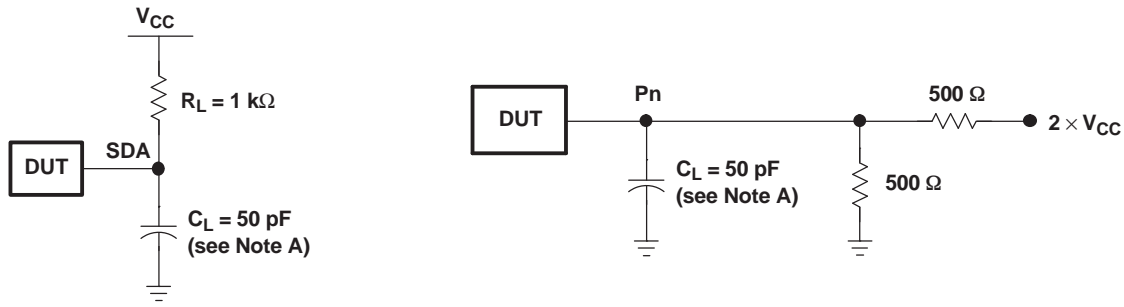 VCC
RL = 1 kΩ
DUT
SDA
CL = 50 pF
(see Note A)
DUT
Pn
500 Ω
2 × VCC
CL = 50 pF
(see Note A)
500 Ω